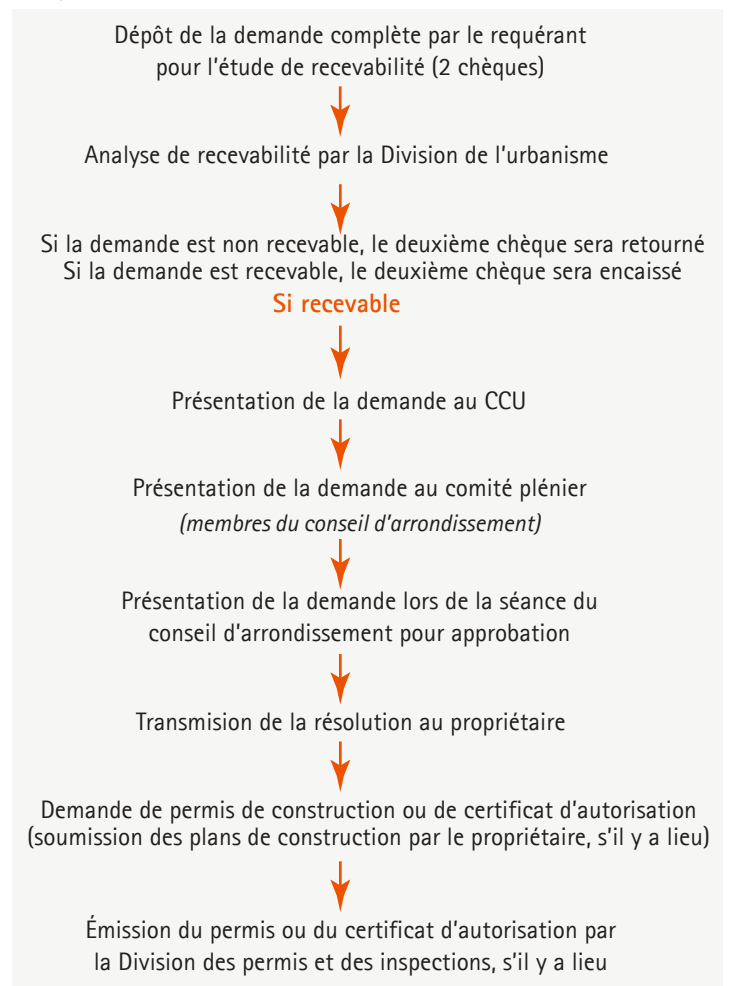 Dépôt de la demande complète par le requérant
pour l'étude de recevabilité (2 chèques)
Analyse de recevabilité par la Division de l'urbanisme
Si la demande est non recevable, le deuxième chèque sera retourné
Si la demande est recevable, le deuxième chèque sera encaissé
Si recevable
Présentation de la demande au CCU
Présentation de la demande au comité plénier
(membres du conseil d'arrondissement)
Présentation de la demande lors de la séance du
conseil d'arrondissement pour approbation
Transmision de la résolution au propriétaire
Demande de permis de construction ou de certificat d'autorisation
(soumission des plans de construction par le propriétaire, s'il y a lieu)
Émission du permis ou du certificat d'autorisation par
la Division des permis et des inspections, s'il y a lieu